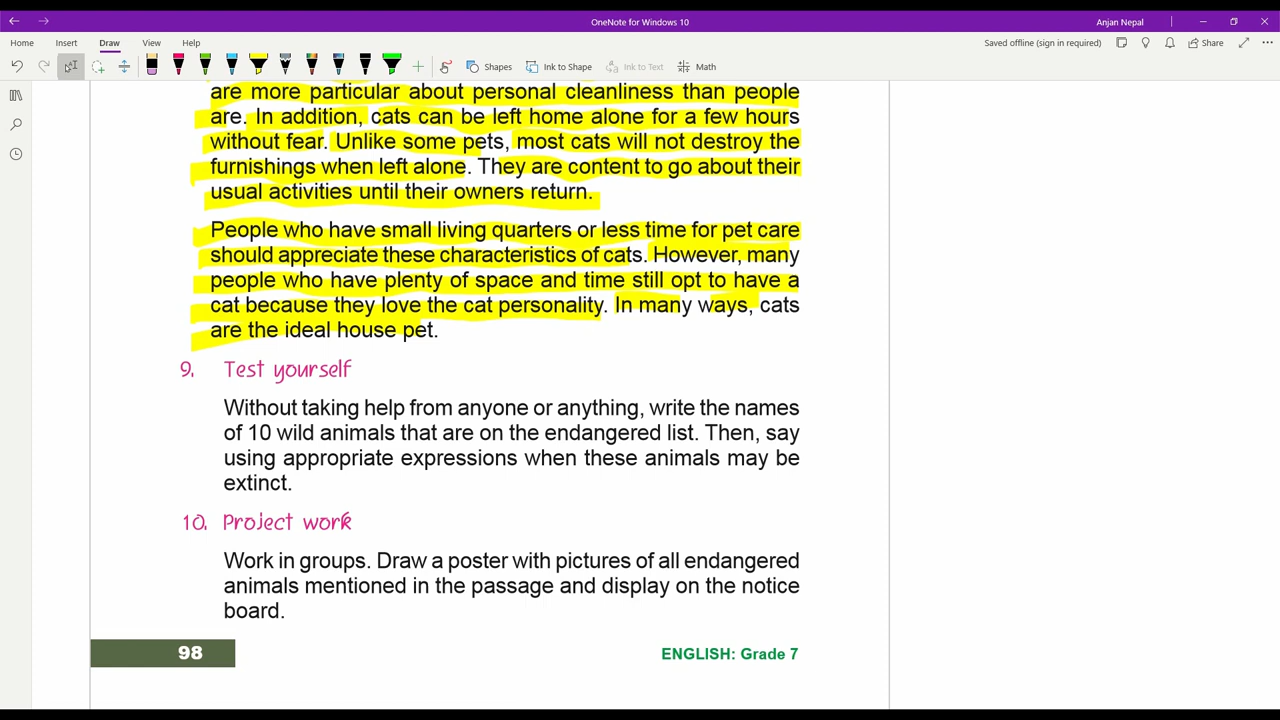 OneNote for Windows 10
Anjan Nepal
Home
Insert
Draw
View
Help
Saved offline (sign in required)
Share
Shapes
Ink to Shape
Ink to Text
Math
are more particular about personal cleanliness than people
are. In addition, cats can be left home alone for a few hours
without fear. Unlike some pets, most cats will not destroy the
furnishings when left alone. They are content to go about their
usual activities until their owners return.
People who have small living quarters or less time for pet care
should appreciate these characteristics of cats. However, many
people who have plenty of space and time still opt to have a
cat because they love the cat personality. In many ways, cats
are the ideal house pet.
9. Test yourself
Without taking help from anyone or anything, write the names
of 10 wild animals that are on the endangered list. Then, say
using appropriate expressions when these animals may be
extinct.
10. Project work
Work in groups. Draw a poster with pictures of all endangered
animals mentioned in the passage and display on the notice
board.
98
ENGLISH: Grade 7